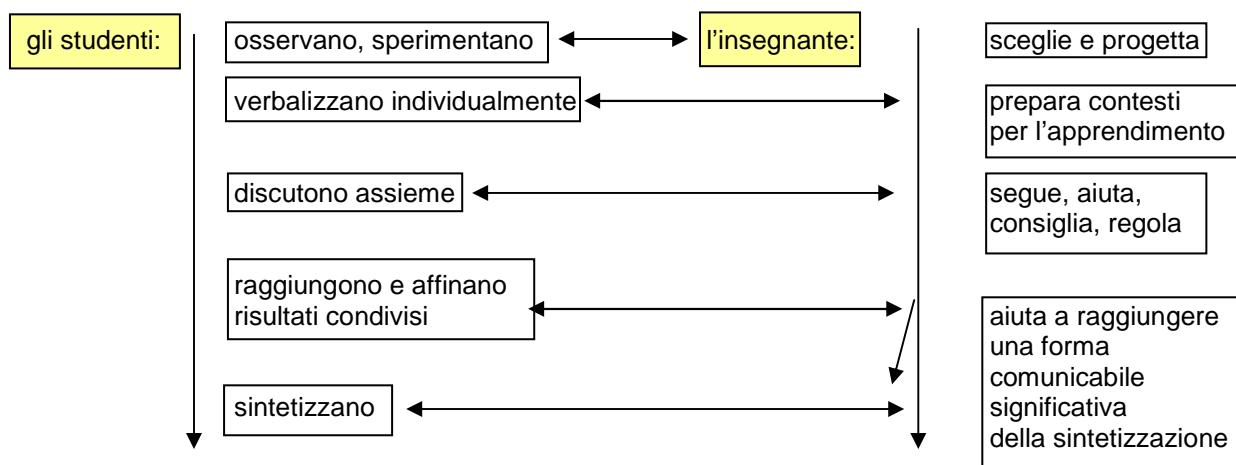 gli studenti:
osservano, sperimentano
l’insegnante:
sceglie e progetta
verbalizzano individualmente
prepara contesti
per l’apprendimento
discutono assieme
segue, aiuta,
consiglia, regola
raggiungono e affinano
risultati condivisi
aiuta a raggiungere
una forma
comunicabile
significativa
della sintetizzazione
sintetizzano